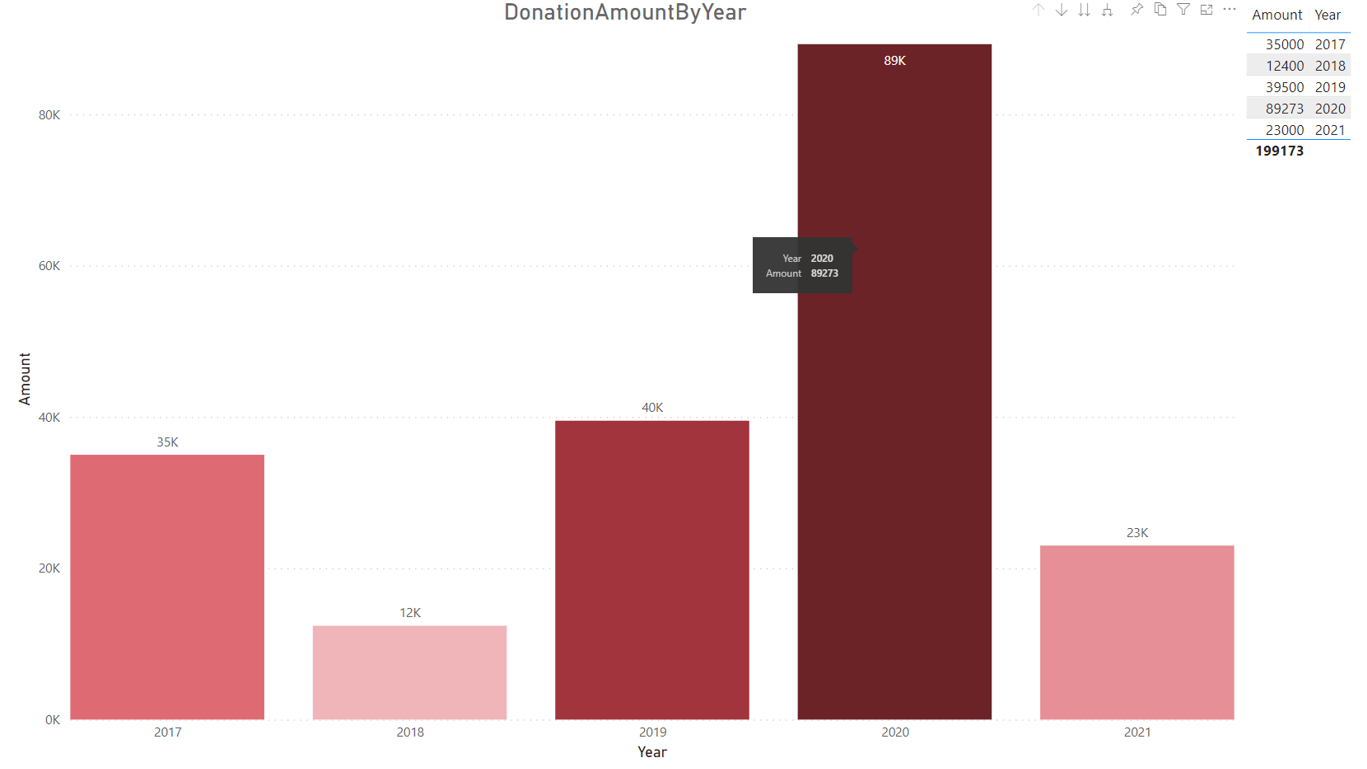 DonationAmountByYear
Amount Year
35000 2017
12400 2018
39500 2019
89273 2020
23000 2021
199173
80K
60K
40K
20K
0K
Amount
35K
12K
40K
89K
23K
Year 2020
Amount 89273
2017 2018 2019 2020 2021
Year